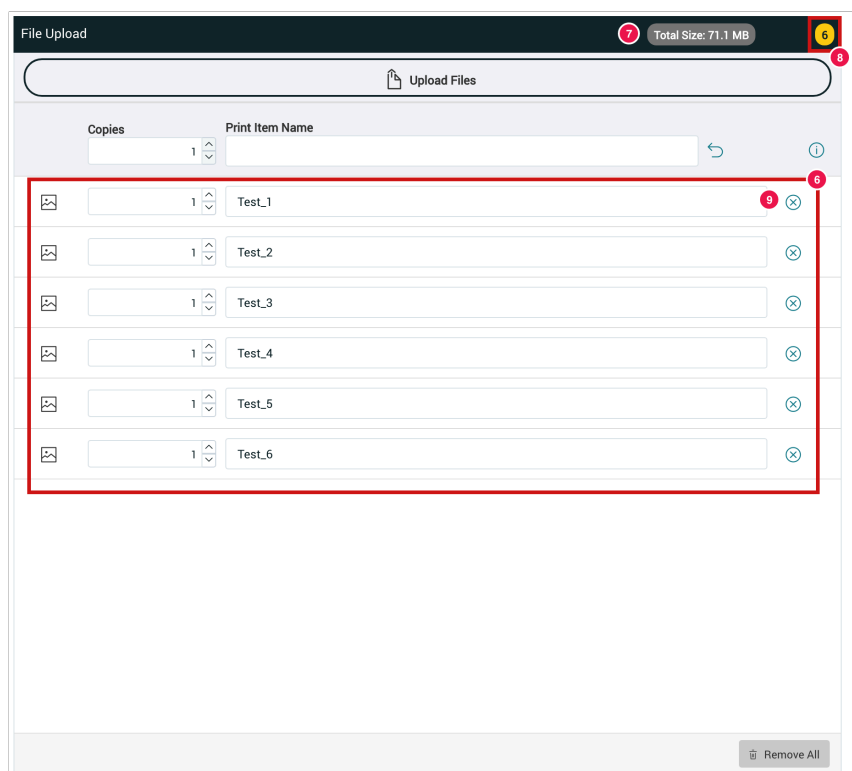 File Upload 7 Total Size: 71.1 MB 6
8
Upload Files
Copies Print Item Name
1
6
1 Test_1 9
1 Test_2
1 Test_3
1 Test_4
1 Test_5
1 Test_6
Remove All